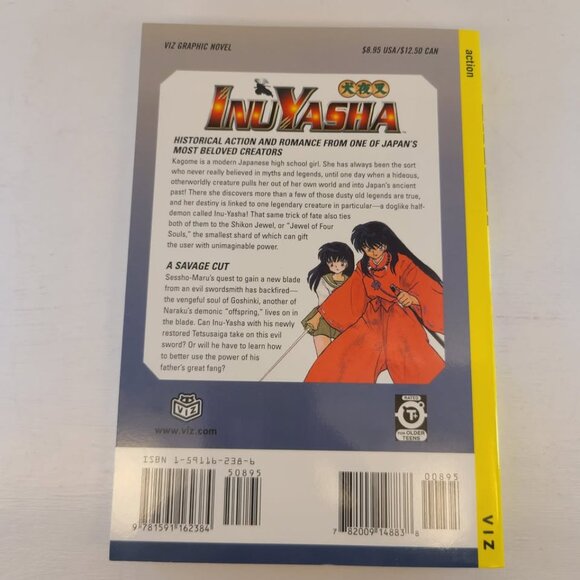 VIZ GRAPHIC NOVEL
$8.95 USA/$12.50 CAN
action
犬夜叉
INUYASHA
HISTORICAL ACTION AND ROMANCE FROM ONE OF JAPAN'S
MOST BELOVED CREATORS
Kagome is a modern Japanese high school girl. She has always been the sort
who never really believed in myths and legends, until one day when a hideous,
otherworldly creature pulls her out of her own world and into Japan's ancient
past! There she discovers more than a few of those dusty old legends are true,
and her destiny is linked to one legendary creature in particular—a doglike half-
demon called Inu-Yasha! That same trick of fate also ties
both of them to the Shikon Jewel, or "Jewel of Four
Souls," the smallest shard of which can gift
the user with unimaginable power.
A SAVAGE CUT
Sessho-Maru's quest to gain a new blade
from an evil swordsmith has backfired—
the vengeful soul of Goshinki, another of
Naraku's demonic "offspring," lives on in
the blade. Can Inu-Yasha with his newly
restored Tetsusaiga take on this evil
sword? Or will he have to learn how
to better use the power of his
father's great fang?
VIZ
www.viz.com
RATED
T+
FOR OLDER
TEENS
ISBN 1-59116-238-6
50895
9 781591 162384
00895
7 82009 14883 8
VIZ